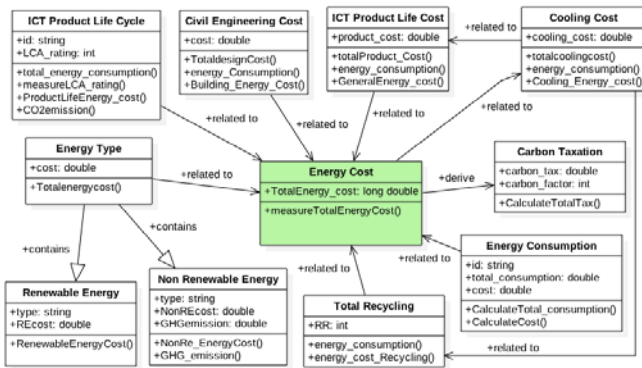 ICT Product Life Cycle
+id: string
+LCA_rating: int
+total_energy_consumption()
+measureLCA_rating()
+ProductLifeEnergy_cost()
+CO2emission()
Civil Engineering Cost
+cost: double
+TotaldesignCost()
+energy_Consumption()
+Building_Energy_Cost()
ICT Product Life Cost
+product_cost: double
+totalProduct_Cost()
+energy_consumption()
+GeneralEnergy_cost()
+related to
Cooling Cost
+cooling_cost: double
+totalcoolingcost()
+energy_consumption()
+Cooling_Energy_cost()
+related to
+related to
+related to
+related to
Energy Type
+cost: double
+Totalenergycost()
+related to
Energy Cost
+TotalEnergy_cost: long double
+measureTotalEnergyCost()
+derive
Carbon Taxation
+carbon_tax: double
+carbon_factor: int
+CalculateTotalTax()
+contains
+contains
+related to
+related to
Energy Consumption
+id: string
+total_consumption: double
+cost: double
+CalculateTotal_consumption()
+CalculateCost()
Renewable Energy
+type: string
+REcost: double
+RenewableEnergyCost()
Non Renewable Energy
+type: string
+NonREcost: double
+GHGemission: double
+NonRe_EnergyCost()
+GHG_emission()
Total Recycling
+RR: int
+energy_consumption()
+energy_cost_Recycling()
+related to